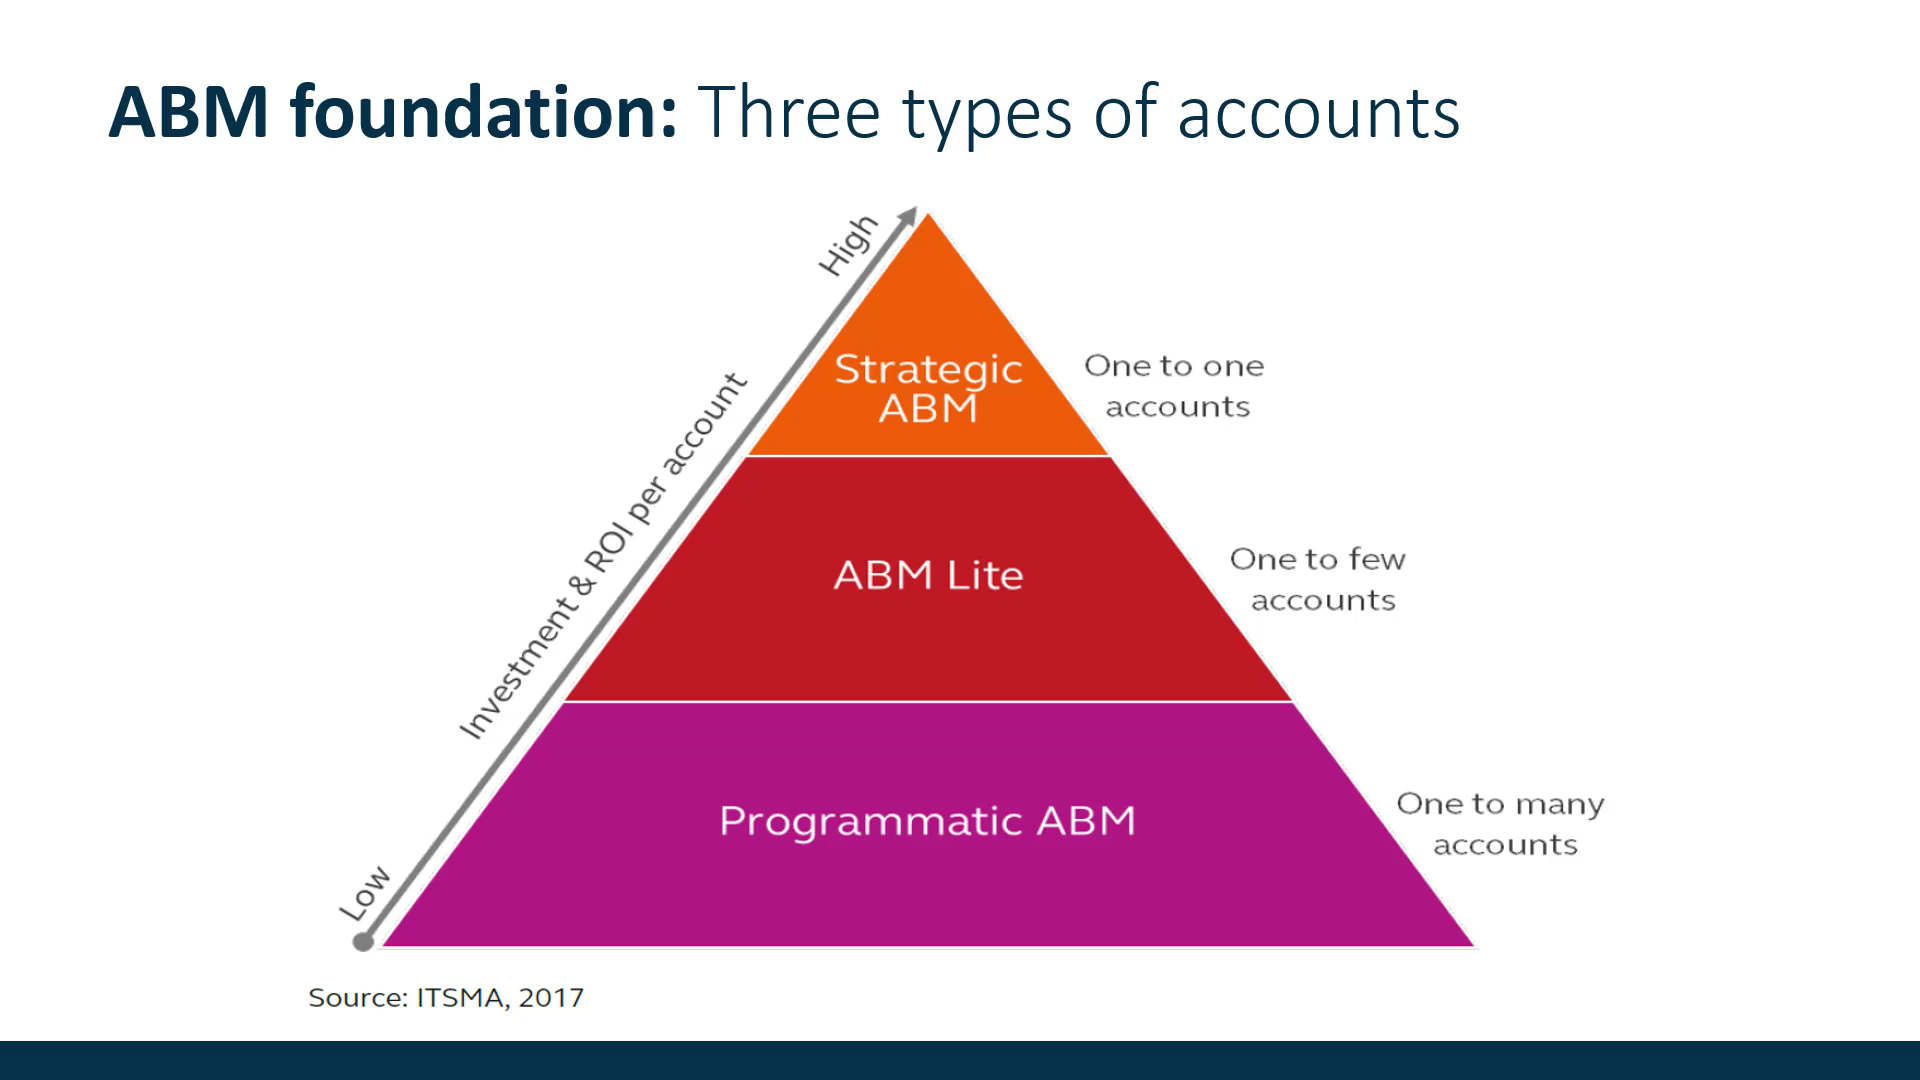 ABM foundation: Three types of accounts
High
Investment & ROI per account
Low
Strategic
ABM
One to one
accounts
ABM Lite
One to few
accounts
Programmatic ABM
One to many
accounts
Source: ITSMA, 2017